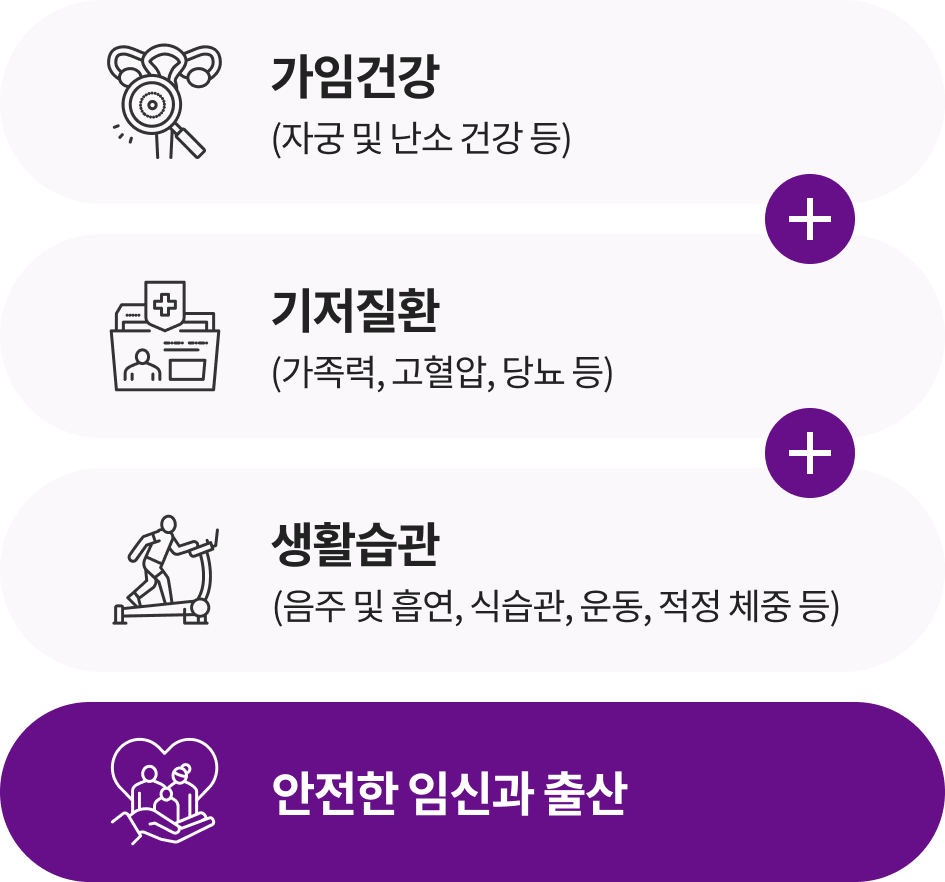 가임건강
(자궁 및 난소 건강 등)
기저질환
(가족력, 고혈압, 당뇨 등)
생활습관
(음주 및 흡연, 식습관, 운동, 적정 체중 등)
안전한 임신과 출산